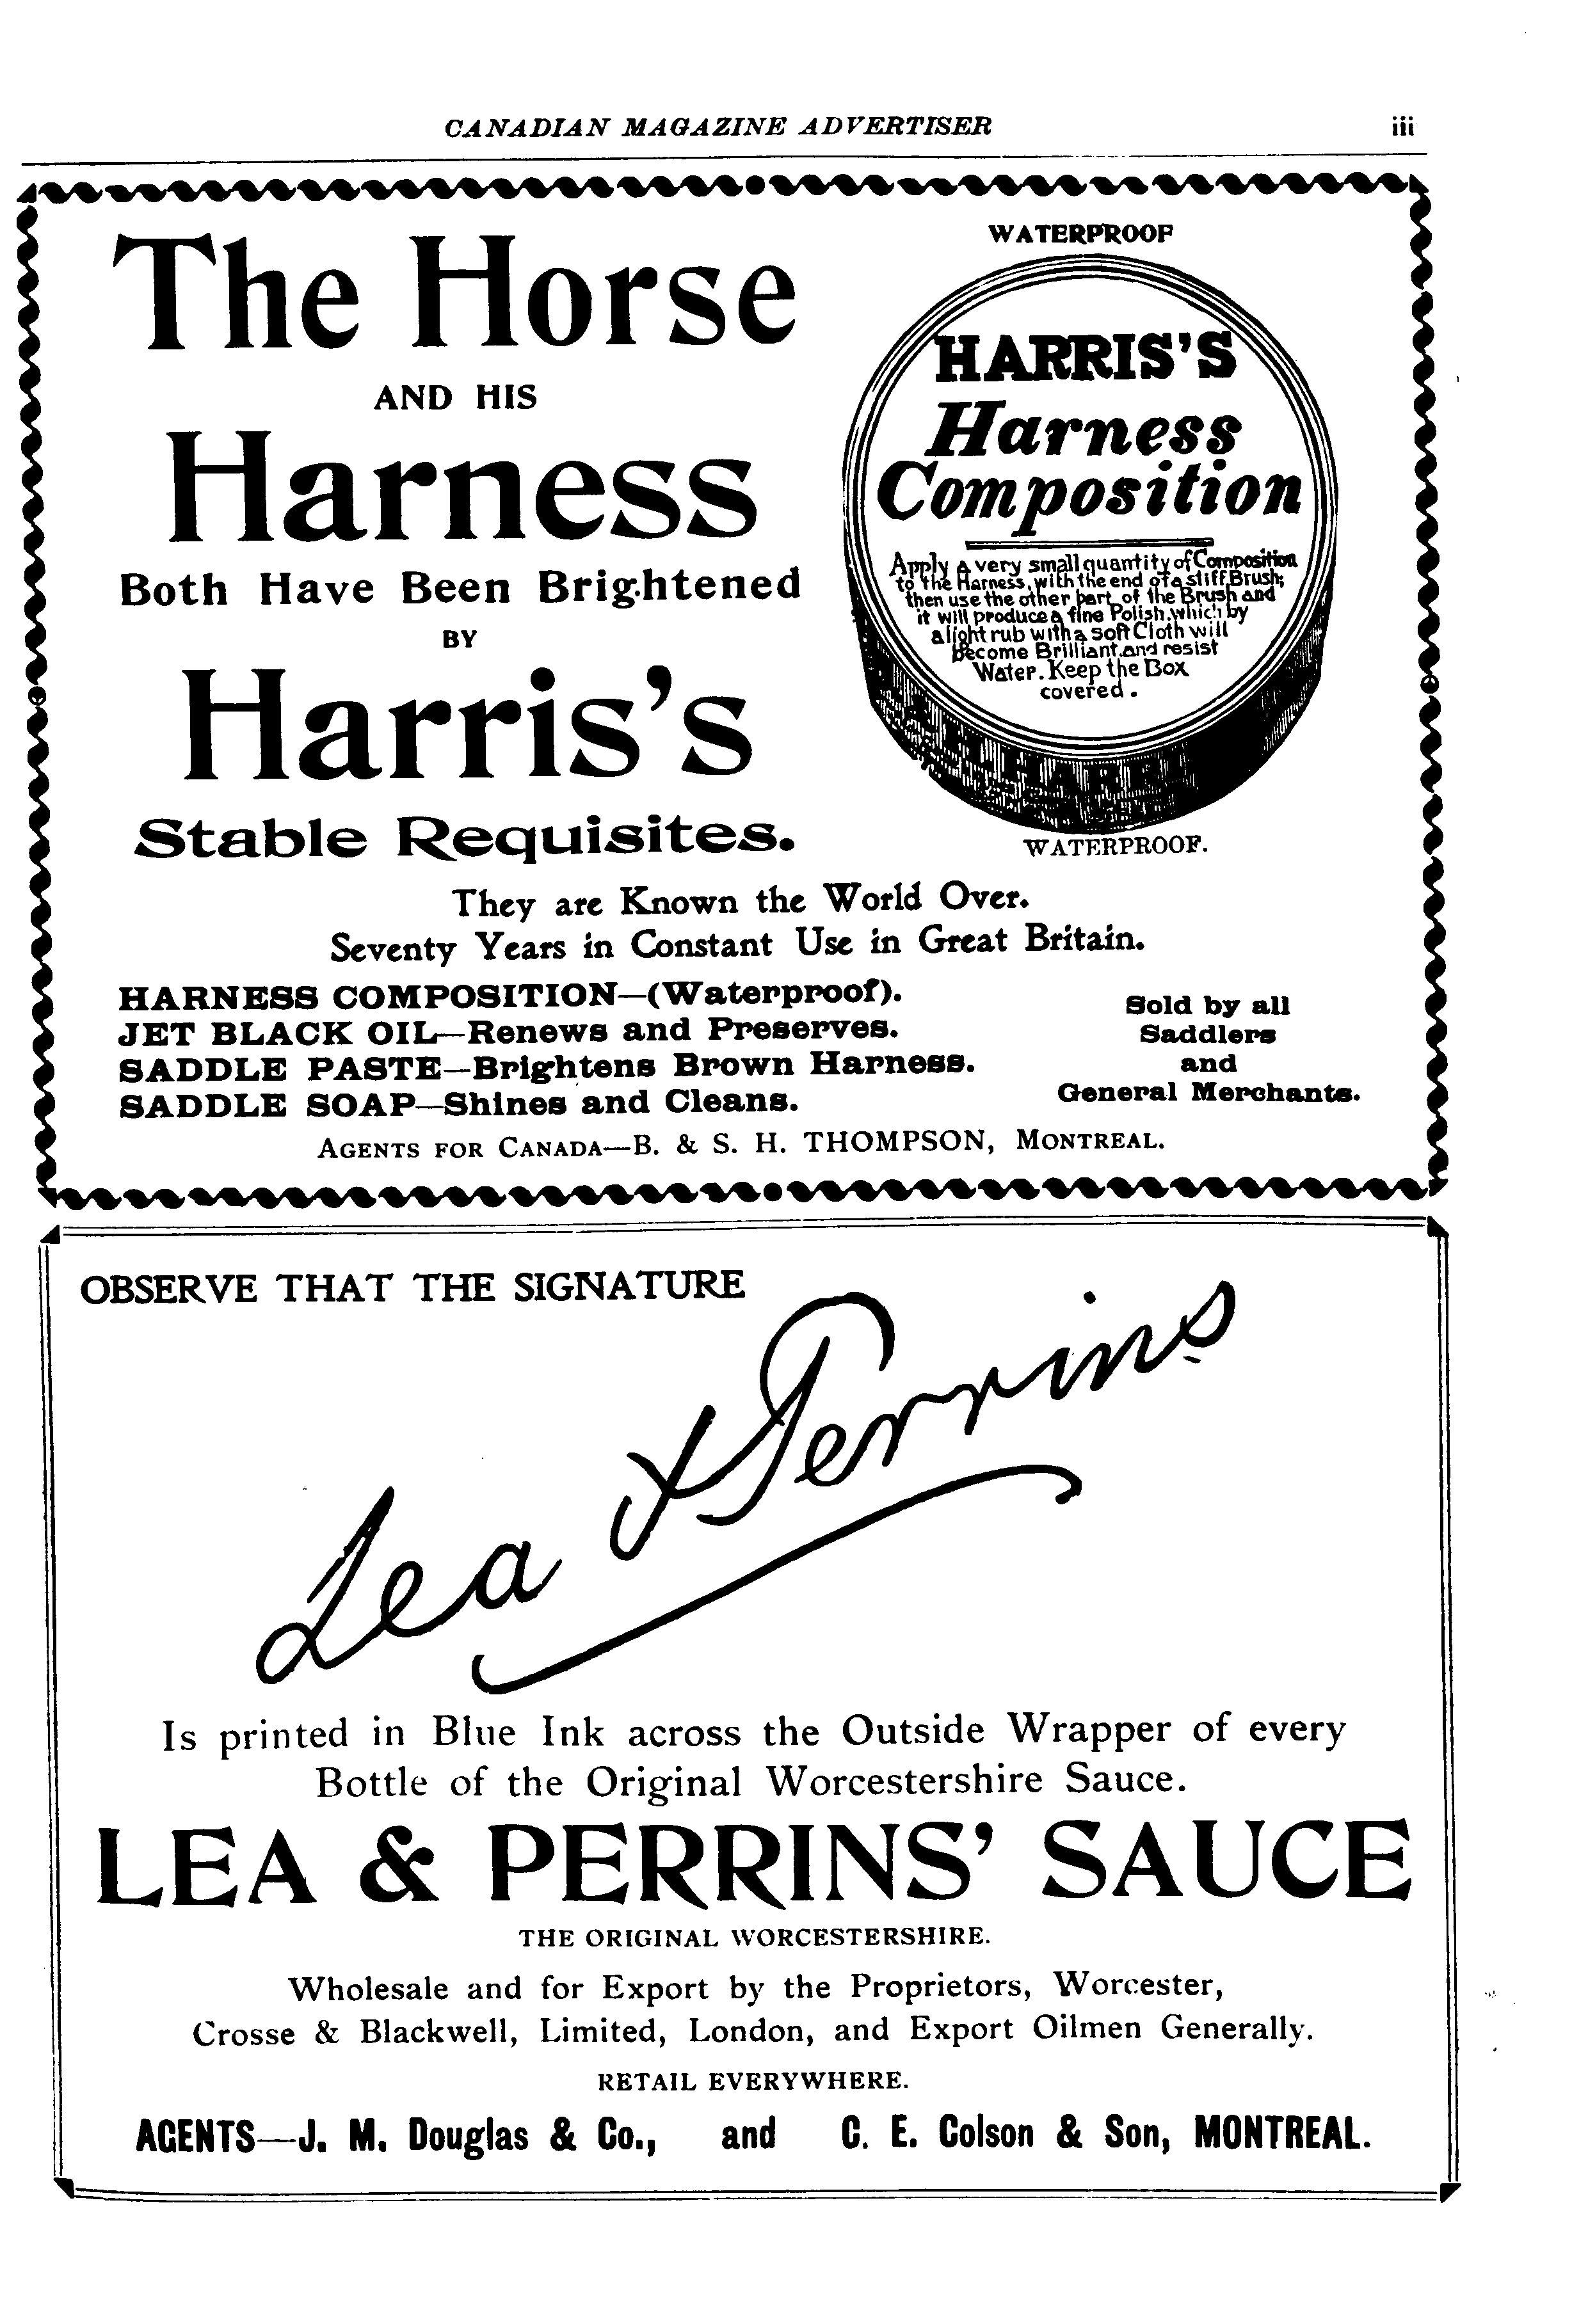 CANADIAN MAGAZINE ADVERTISER iii
The Horse
AND HIS
Harness
Both Have Been Brightened
BY
Harris's
Stable Requisites.
WATERPROOF
HARRIS'S
Harness
Composition
Apply a very small quantity of Composition
to the Harness, with the end of a stiff Brush;
then use the other part of the Brush and
it will produce a fine Polish, which by
a light rub with a soft Cloth will
become Brilliant, and resist
Water. Keep the Box
covered.
HARRI
WATERPROOF.
They are Known the World Over.
Seventy Years in Constant Use in Great Britain.
HARNESS COMPOSITION—(Waterproof).
JET BLACK OIL—Renews and Preserves.
SADDLE PASTE—Brightens Brown Harness.
SADDLE SOAP—Shines and Cleans.
Sold by all
Saddlers
and
General Merchants.
AGENTS FOR CANADA—B. & S. H. THOMPSON, MONTREAL.
OBSERVE THAT THE SIGNATURE
Lea & Perrins
Is printed in Blue Ink across the Outside Wrapper of every
Bottle of the Original Worcestershire Sauce.
LEA & PERRINS' SAUCE
THE ORIGINAL WORCESTERSHIRE.
Wholesale and for Export by the Proprietors, Worcester,
Crosse & Blackwell, Limited, London, and Export Oilmen Generally.
RETAIL EVERYWHERE.
AGENTS—J. M. Douglas & Co., and C. E. Colson & Son, MONTREAL.